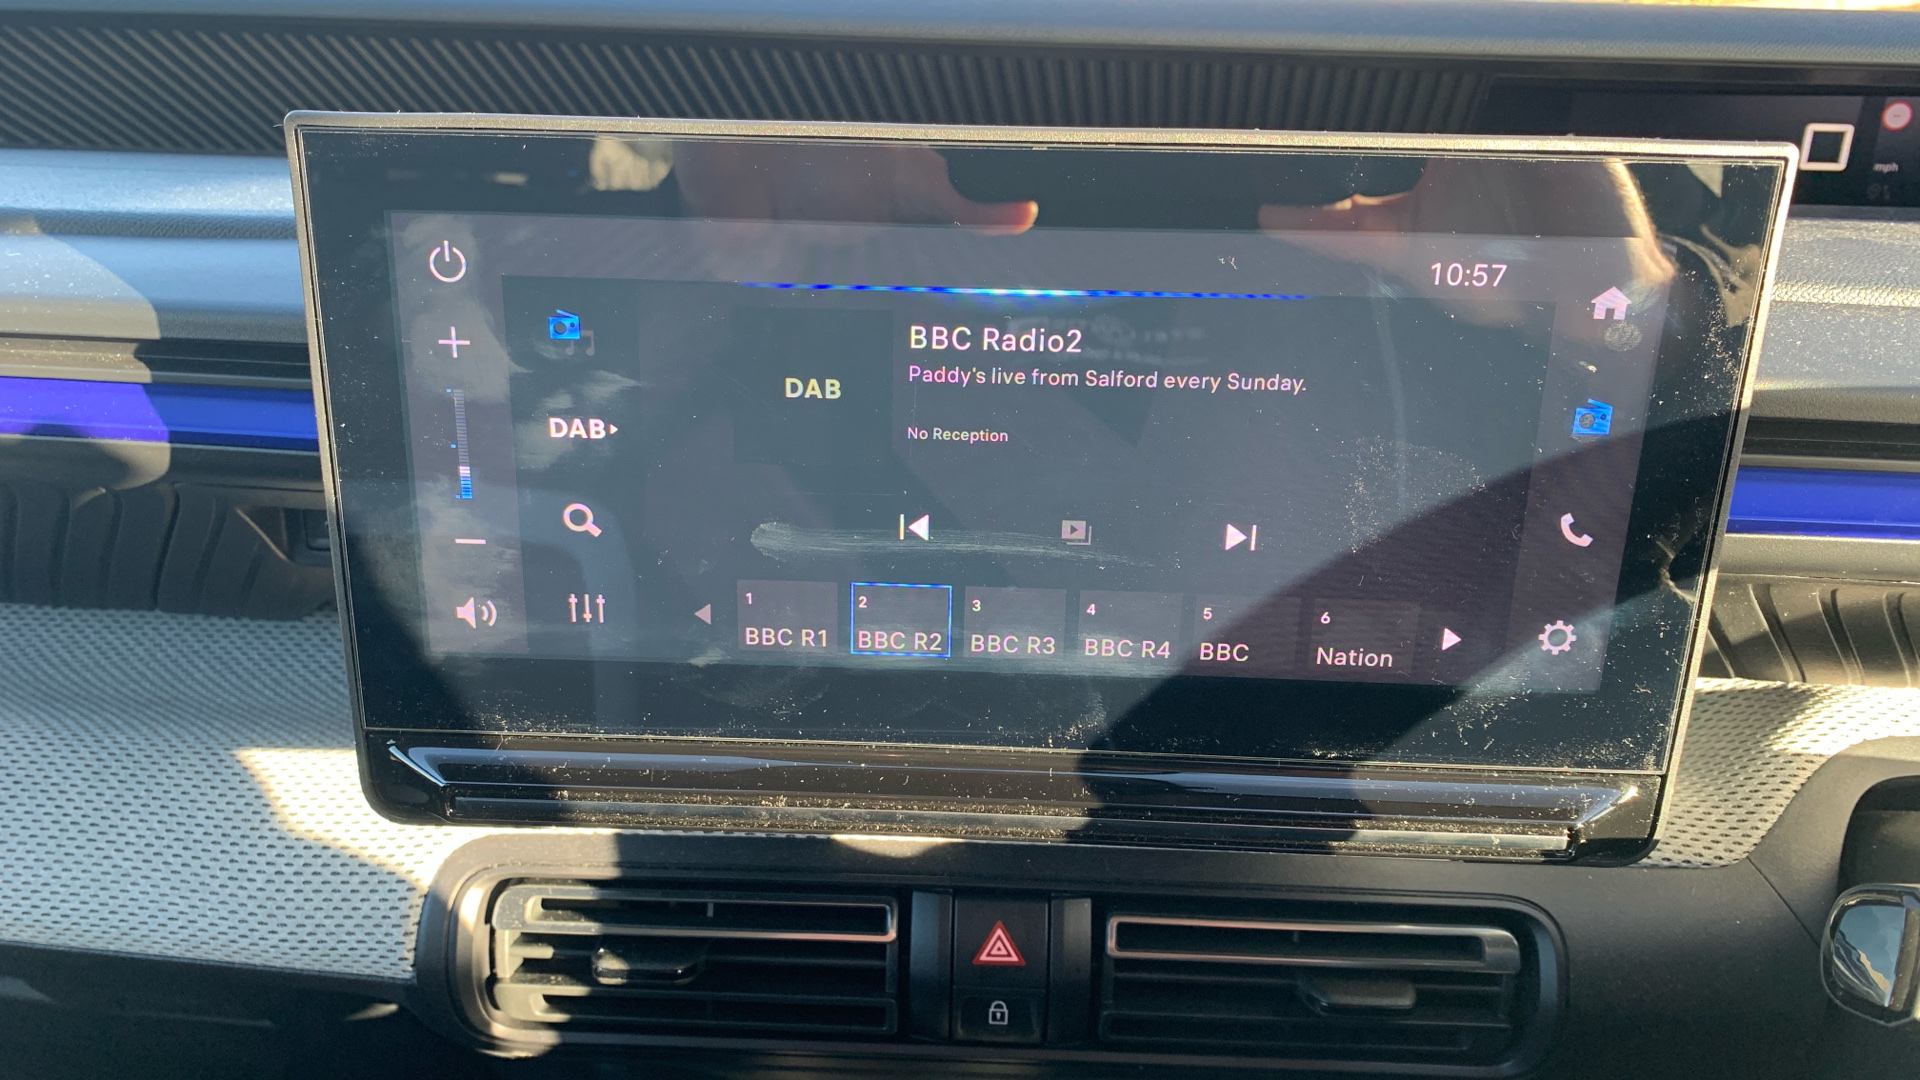 mph
10:57
BBC Radio2
Paddy's live from Salford every Sunday.
DAB
No Reception
DAB
1
BBC R1
2
BBC R2
3
BBC R3
4
BBC R4
5
BBC
6
Nation